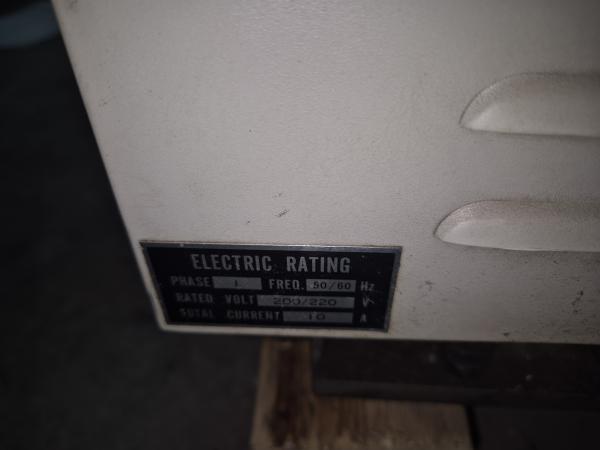 ELECTRIC RATING
PHASE 1 FREQ. 50/60 Hz
RATED VOLT 200/220 V
TOTAL CURRENT 10 A